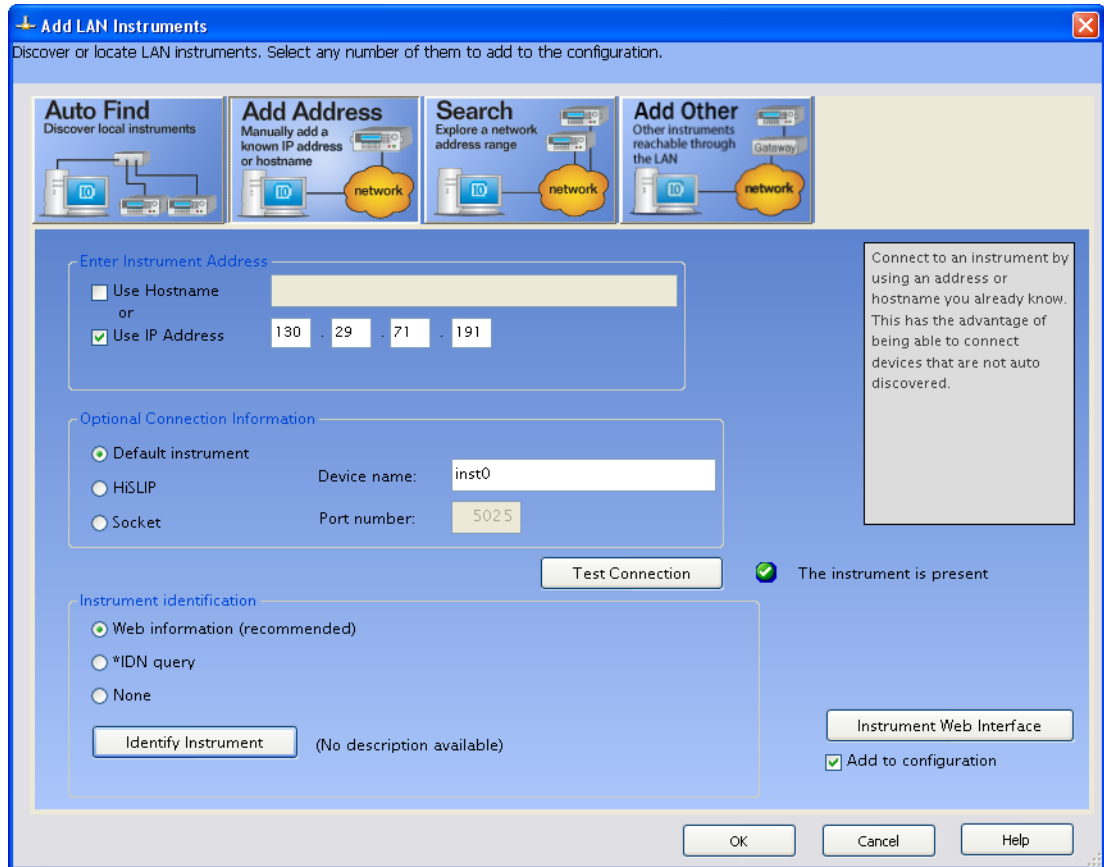 Add LAN Instruments
Discover or locate LAN instruments. Select any number of them to add to the configuration.
Auto Find
Discover local instruments
IO
Add Address
Manually add a
known IP address
or hostname
IO
network
Search
Explore a network
address range
IO
network
Add Other
Other instruments
reachable through
the LAN
Gateway
IO
network
Enter Instrument Address
Use Hostname
or
Use IP Address 130 . 29 . 71 . 191
Connect to an instrument by
using an address or
hostname you already know.
This has the advantage of
being able to connect
devices that are not auto
discovered.
Optional Connection Information
Default instrument
HiSLIP
Socket
Device name: inst0
Port number: 5025
Test Connection The instrument is present
Instrument identification
Web information (recommended)
*IDN query
None
Identify Instrument (No description available)
Instrument Web Interface
Add to configuration
OK Cancel Help